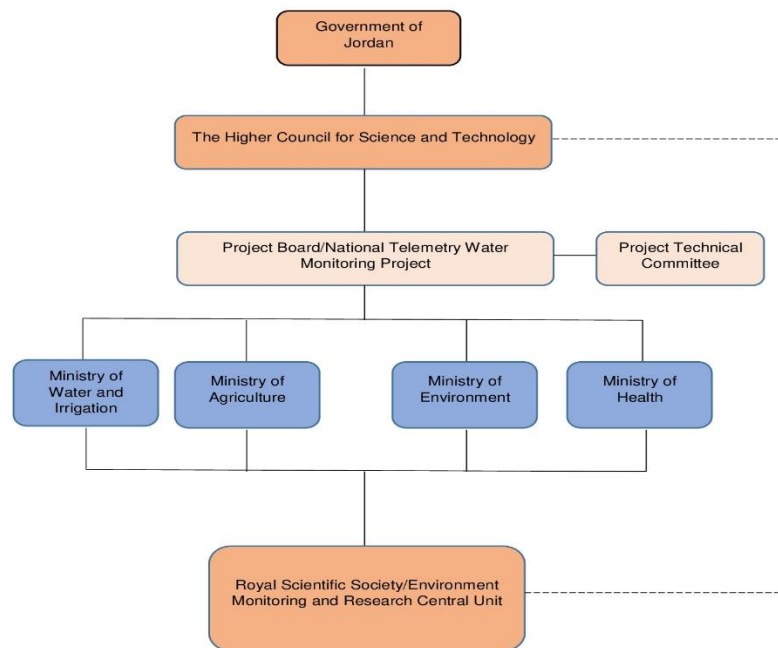 Government of
Jordan
The Higher Council for Science and Technology
Project Board/National Telemetry Water
Monitoring Project
Project Technical
Committee
Ministry of
Water and
Irrigation
Ministry of
Agriculture
Ministry of
Environment
Ministry of
Health
Royal Scientific Society/Environment
Monitoring and Research Central Unit